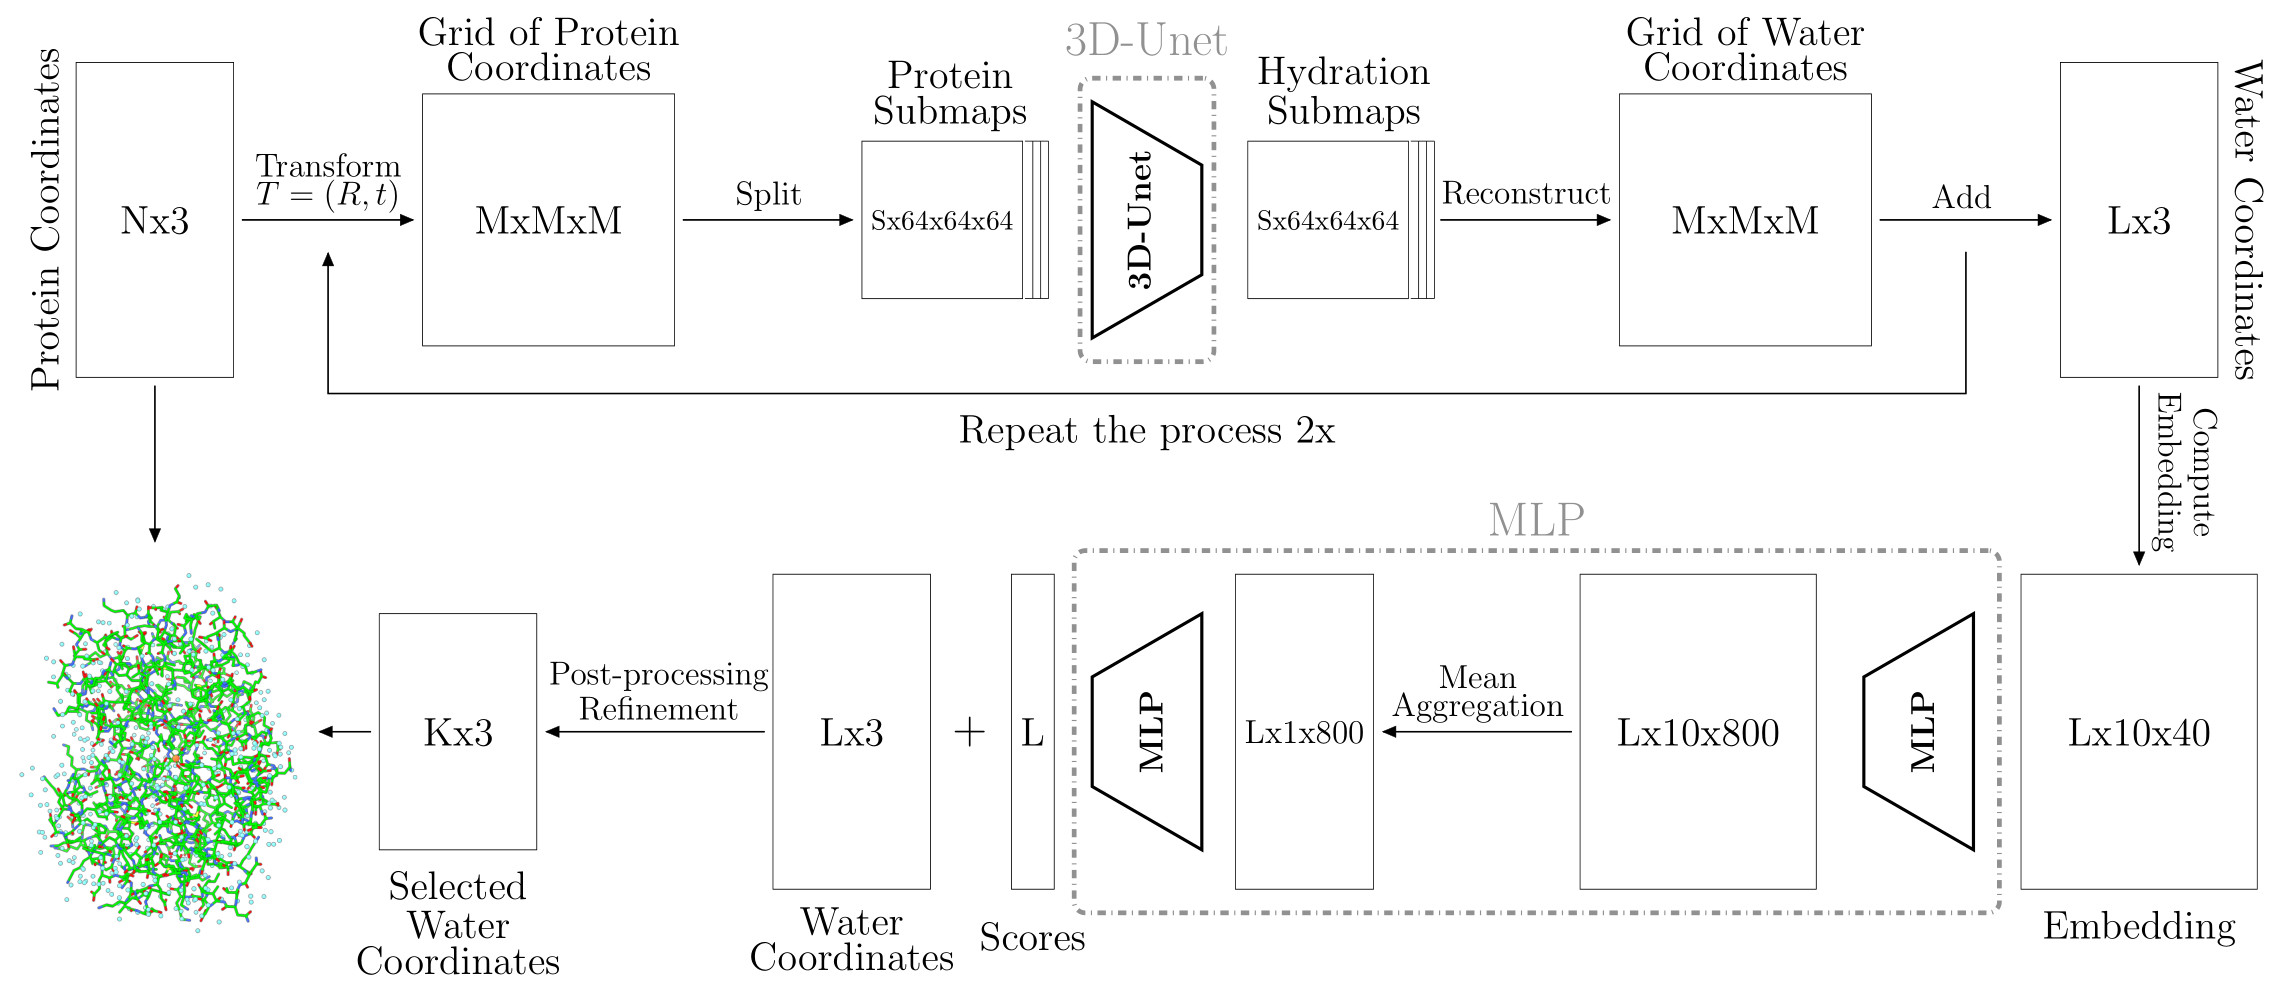 Protein Coordinates
Nx3
Transform
T = (R, t)
Grid of Protein
Coordinates
MxMxM
Split
Protein
Submaps
Sx64x64x64
3D-Unet
3D-Unet
Hydration
Submaps
Sx64x64x64
Reconstruct
Grid of Water
Coordinates
MxMxM
Add
Lx3
Water Coordinates
Repeat the process 2x
Compute
Embedding
MLP
Lx10x40
Embedding
MLP
Lx10x800
Mean
Aggregation
Lx1x800
MLP
L
Scores
+
Lx3
Water
Coordinates
Post-processing
Refinement
Kx3
Selected
Water
Coordinates